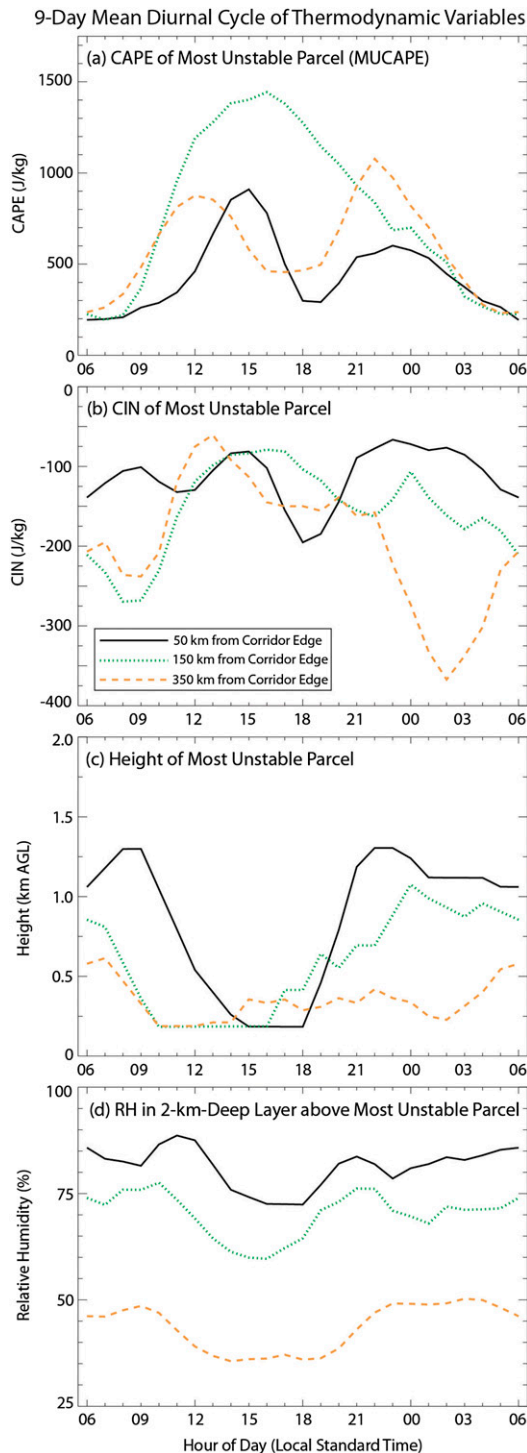 9-Day Mean Diurnal Cycle of Thermodynamic Variables
(a) CAPE of Most Unstable Parcel (MUCAPE)
1500
1000
500
0
CAPE (J/kg)
06 09 12 15 18 21 00 03 06
(b) CIN of Most Unstable Parcel
0
-100
-200
-300
-400
CIN (J/kg)
50 km from Corridor Edge
150 km from Corridor Edge
350 km from Corridor Edge
06 09 12 15 18 21 00 03 06
(c) Height of Most Unstable Parcel
2.0
1.5
1.0
0.5
0
Height (km AGL)
06 09 12 15 18 21 00 03 06
(d) RH in 2-km-Deep Layer above Most Unstable Parcel
100
75
50
25
Relative Humidity (%)
06 09 12 15 18 21 00 03 06
Hour of Day (Local Standard Time)